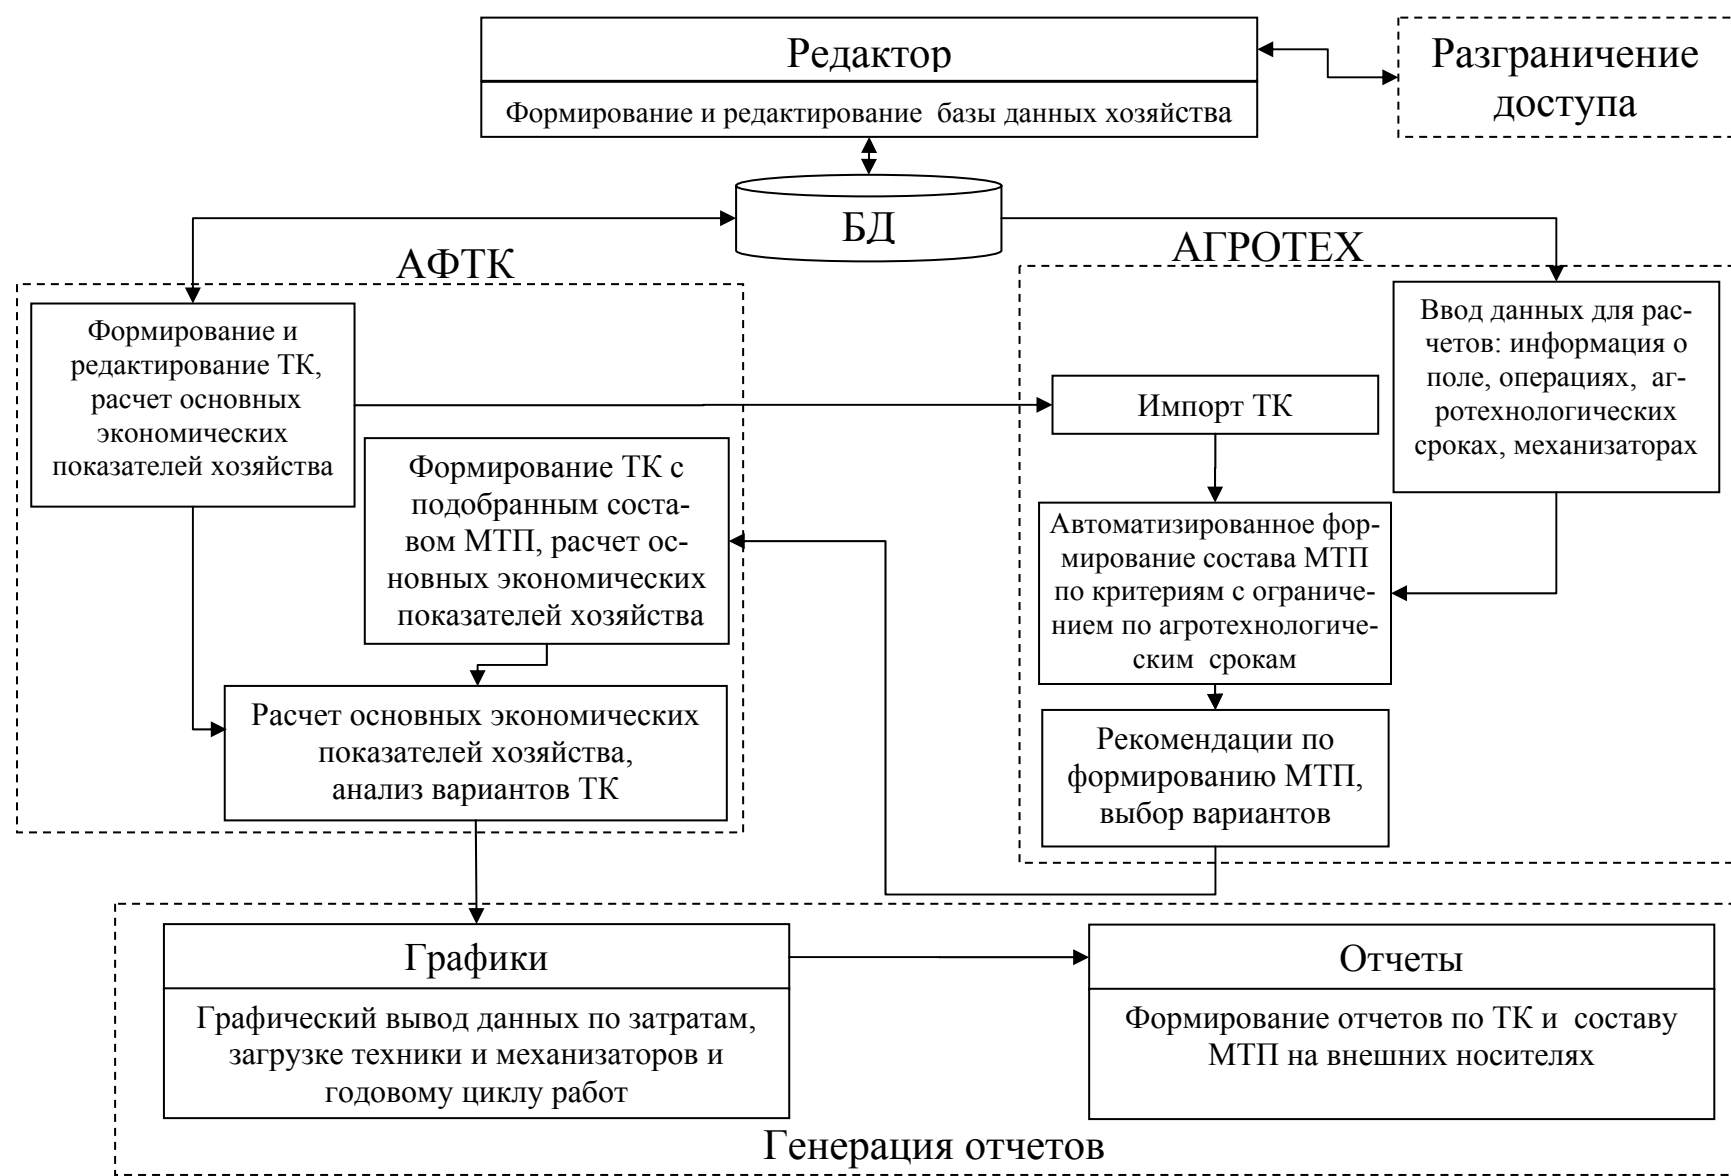 Редактор
Формирование и редактирование базы данных хозяйства
Разграничение
доступа
БД
АФТК
АГРОТЕХ
Формирование и
редактирование ТК,
расчет основных
экономических
показателей хозяйства
Формирование ТК с
подобранным соста-
вом МТП, расчет ос-
новных экономических
показателей хозяйства
Расчет основных экономических
показателей хозяйства,
анализ вариантов ТК
Импорт ТК
Ввод данных для рас-
четов: информация о
поле, операциях, аг-
ротехнологических
сроках, механизаторах
Автоматизированное фор-
мирование состава МТП
по критериям с ограниче-
нием по агротехнологиче-
ским срокам
Рекомендации по
формированию МТП,
выбор вариантов
Графики
Графический вывод данных по затратам,
загрузке техники и механизаторов и
годовому циклу работ
Отчеты
Формирование отчетов по ТК и составу
МТП на внешних носителях
Генерация отчетов